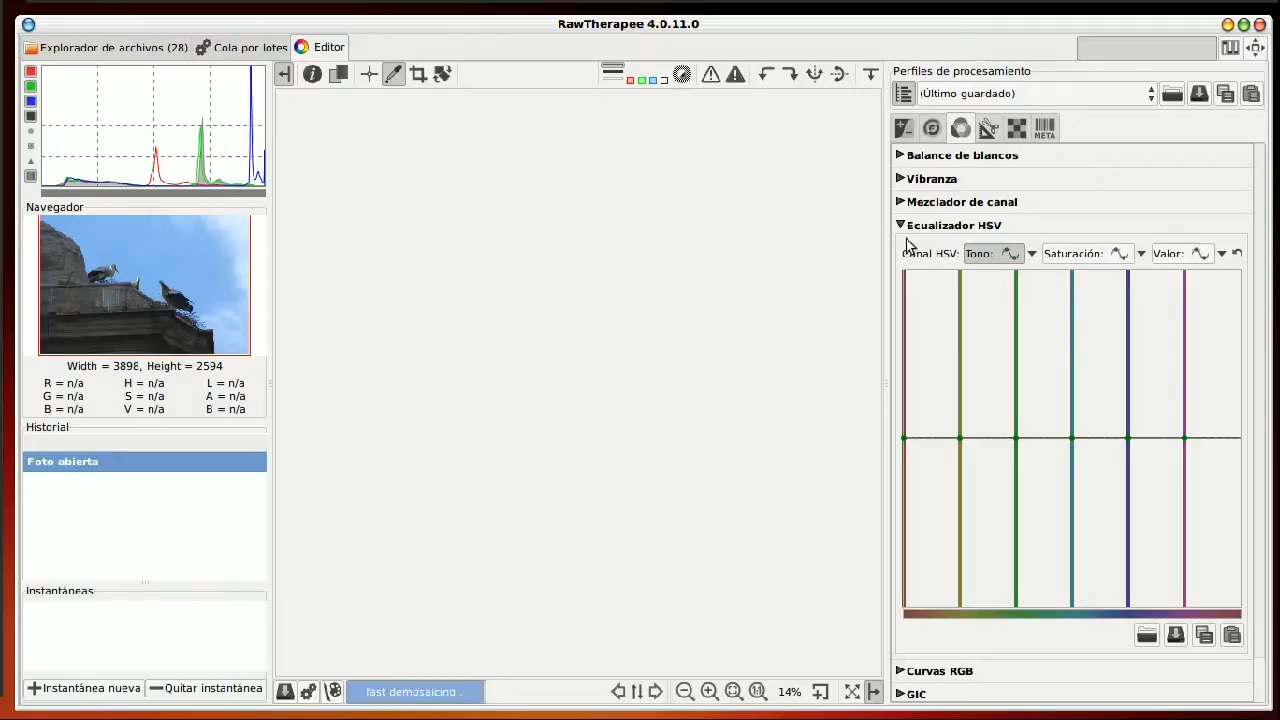 RawTherapee 4.0.11.0
Explorador de archivos (28)
Cola por lotes
Editor
Perfiles de procesamiento
(Último guardado)
META
Balance de blancos
Vibranza
Mezclador de canal
Ecualizador HSV
HSV:
Tono:
Saturación:
Valor:
Navegador
Width = 3898, Height = 2594
R = n/a H = n/a L = n/a
G = n/a S = n/a A = n/a
B = n/a V = n/a B = n/a
Historial
Foto abierta
Instantáneas
Instantánea nueva
Quitar instantánea
fast demosaicing .
14%
Curvas RGB
GIC